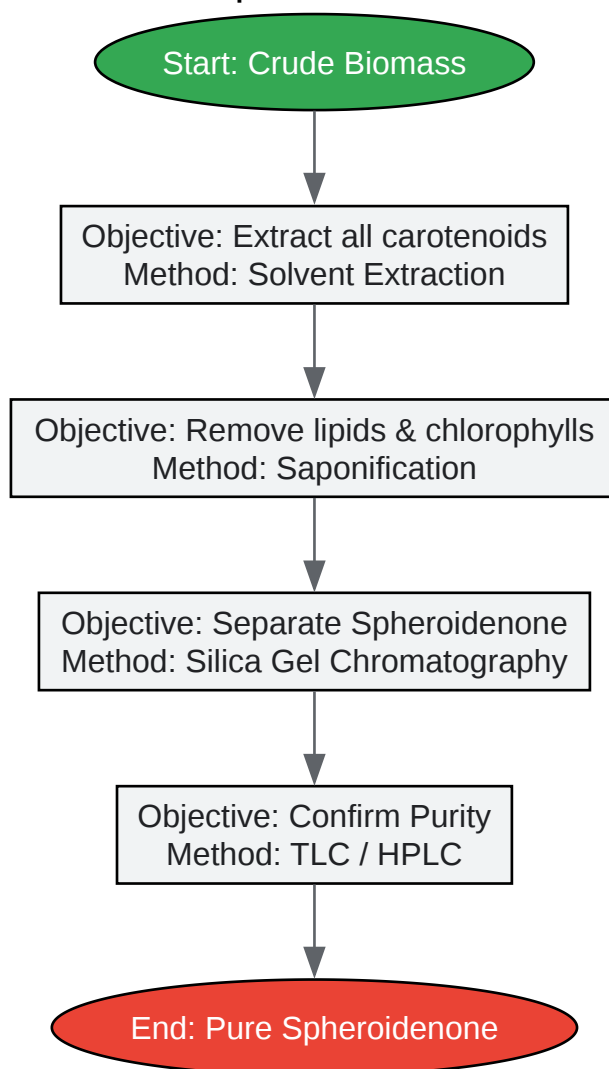 Start: Crude Biomass
Objective: Extract all carotenoids
Method: Solvent Extraction
Objective: Remove lipids & chlorophylls
Method: Saponification
Objective: Separate Spheroidenone
Method: Silica Gel Chromatography
Objective: Confirm Purity
Method: TLC / HPLC
End: Pure Spheroidenone